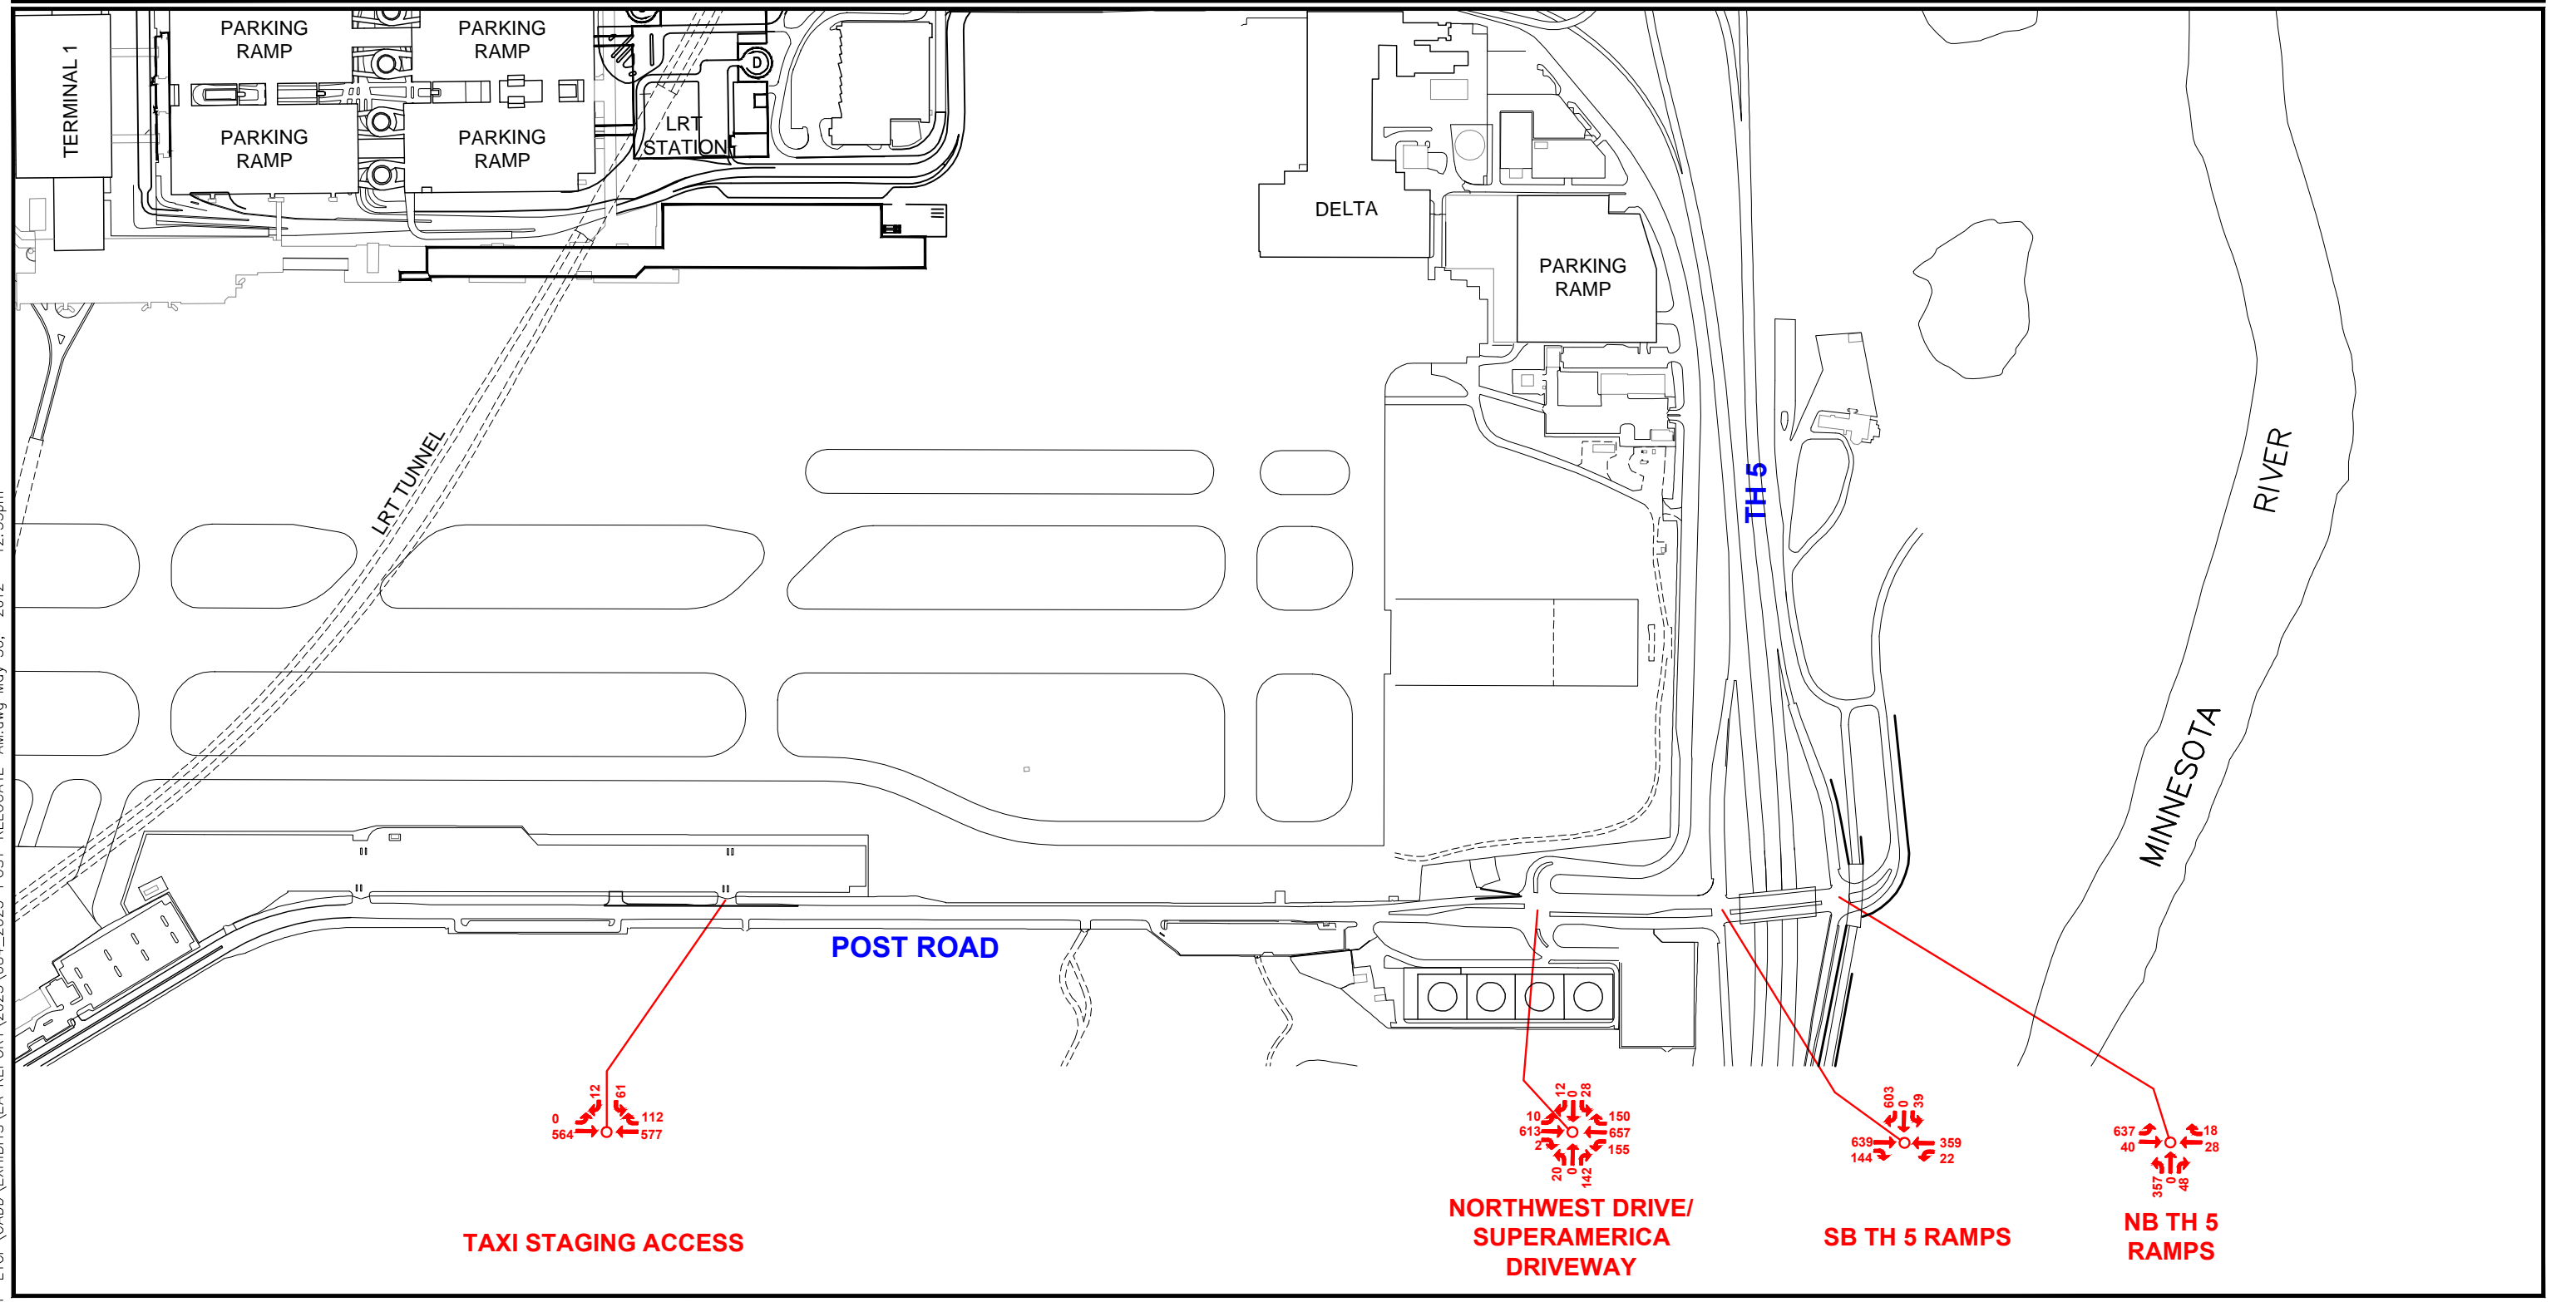 PARKING
RAMP
PARKING
RAMP
TERMINAL 1
D
PARKING
RAMP
PARKING
RAMP
LRT
STATION
DELTA
PARKING
RAMP
LRT TUNNEL
TH 5
RIVER
MINNESOTA
POST ROAD
12
61
0
112
564
577
TAXI STAGING ACCESS
12
0
28
10
150
613
657
2
155
20
0
142
NORTHWEST DRIVE/
SUPERAMERICA
DRIVEWAY
603
0
39
639
359
144
22
SB TH 5 RAMPS
637
18
40
28
357
0
48
NB TH 5
RAMPS